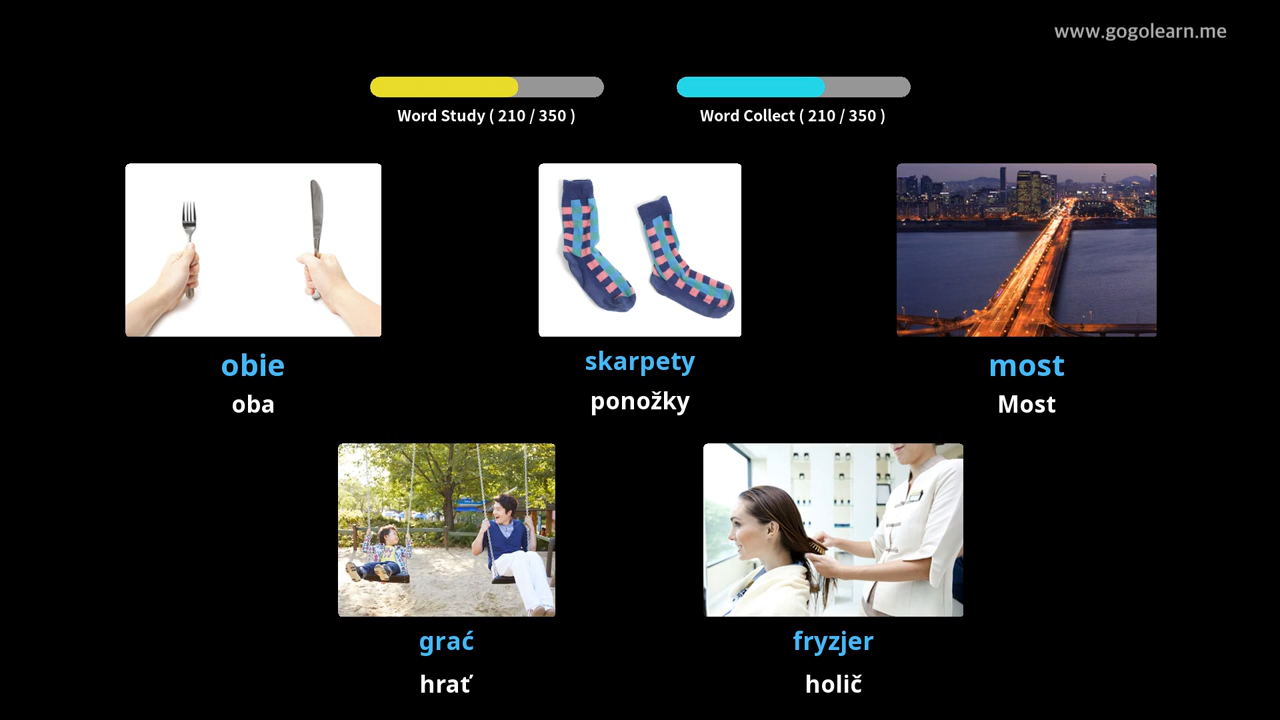 www.gogolearn.me
Word Study ( 210 / 350 )
Word Collect ( 210 / 350 )
obie
oba
skarpety
ponožky
most
Most
grać
hrať
fryzjer
holič